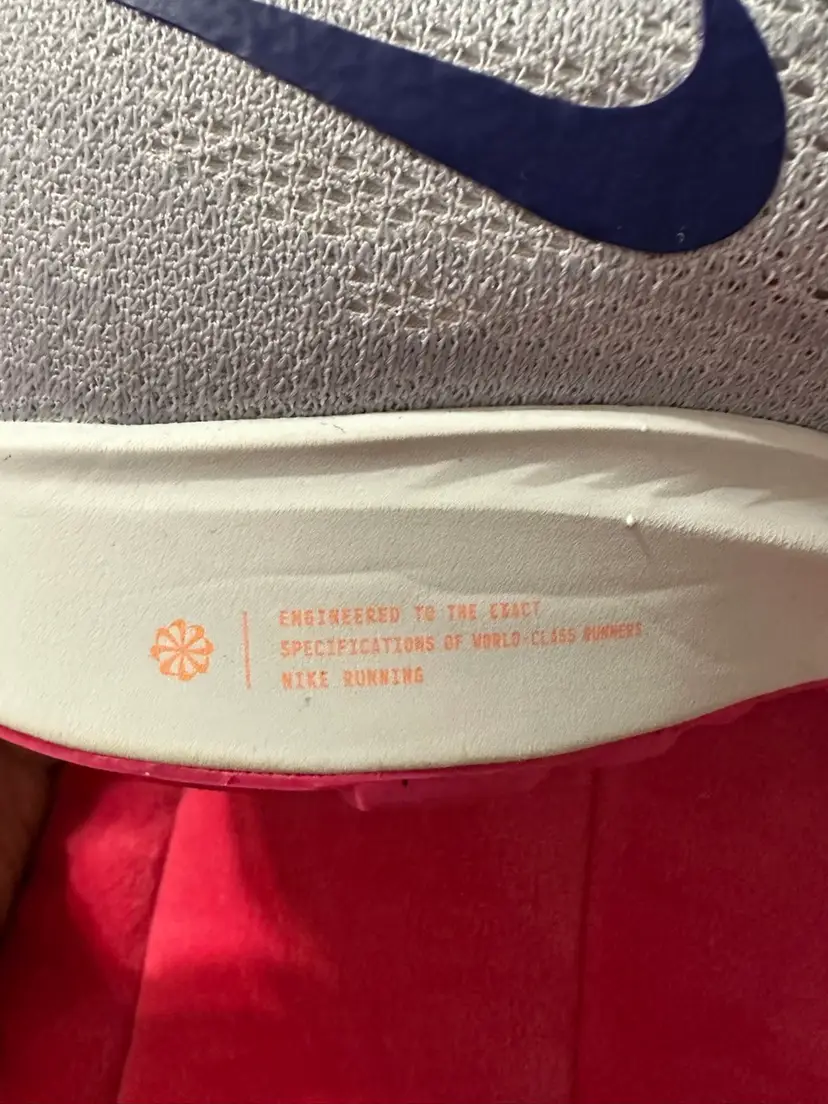 ENGINEERED TO THE EXACT
SPECIFICATIONS OF WORLD-CLASS RUNNERS
NIKE RUNNING